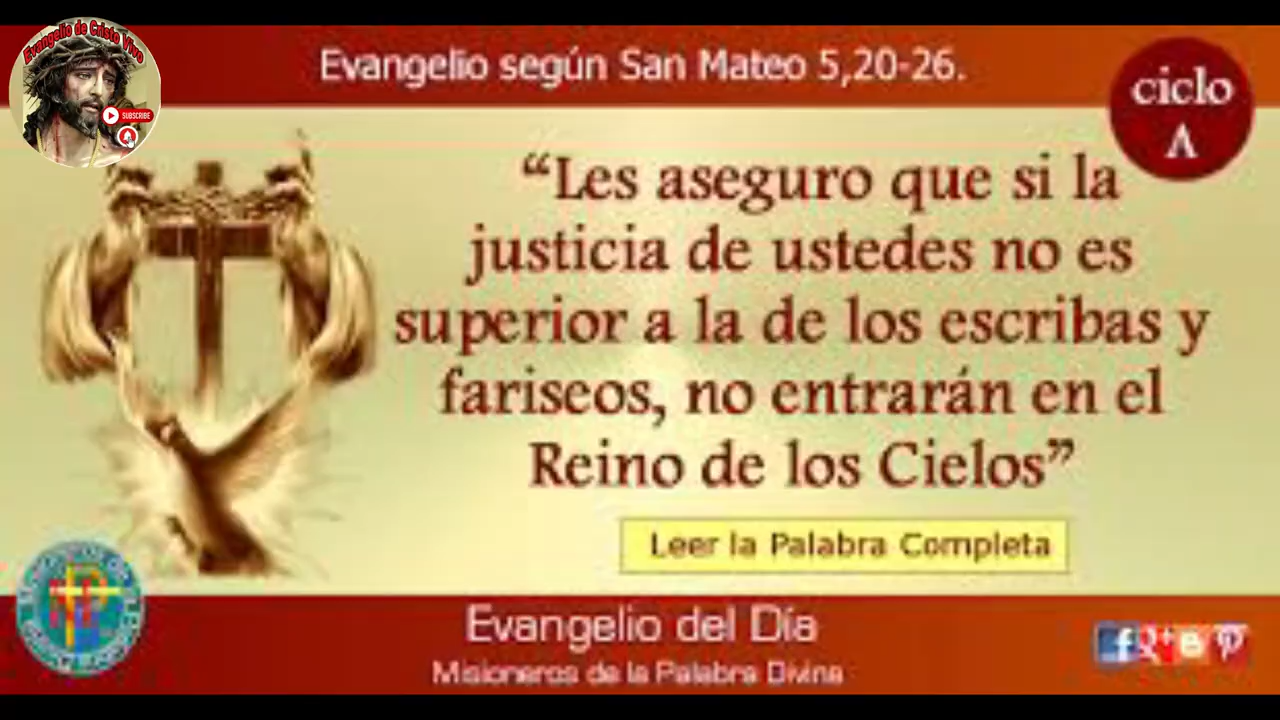 Evangelio de Cristo Vivo
SUBSCRIBE
Evangelio según San Mateo 5,20-26.
ciclo
A
“Les aseguro que si la
justicia de ustedes no es
superior a la de los escribas y
fariseos, no entrarán en el
Reino de los Cielos”
Leer la Palabra Completa
Evangelio del Día
Misioneros de la Palabra Divina